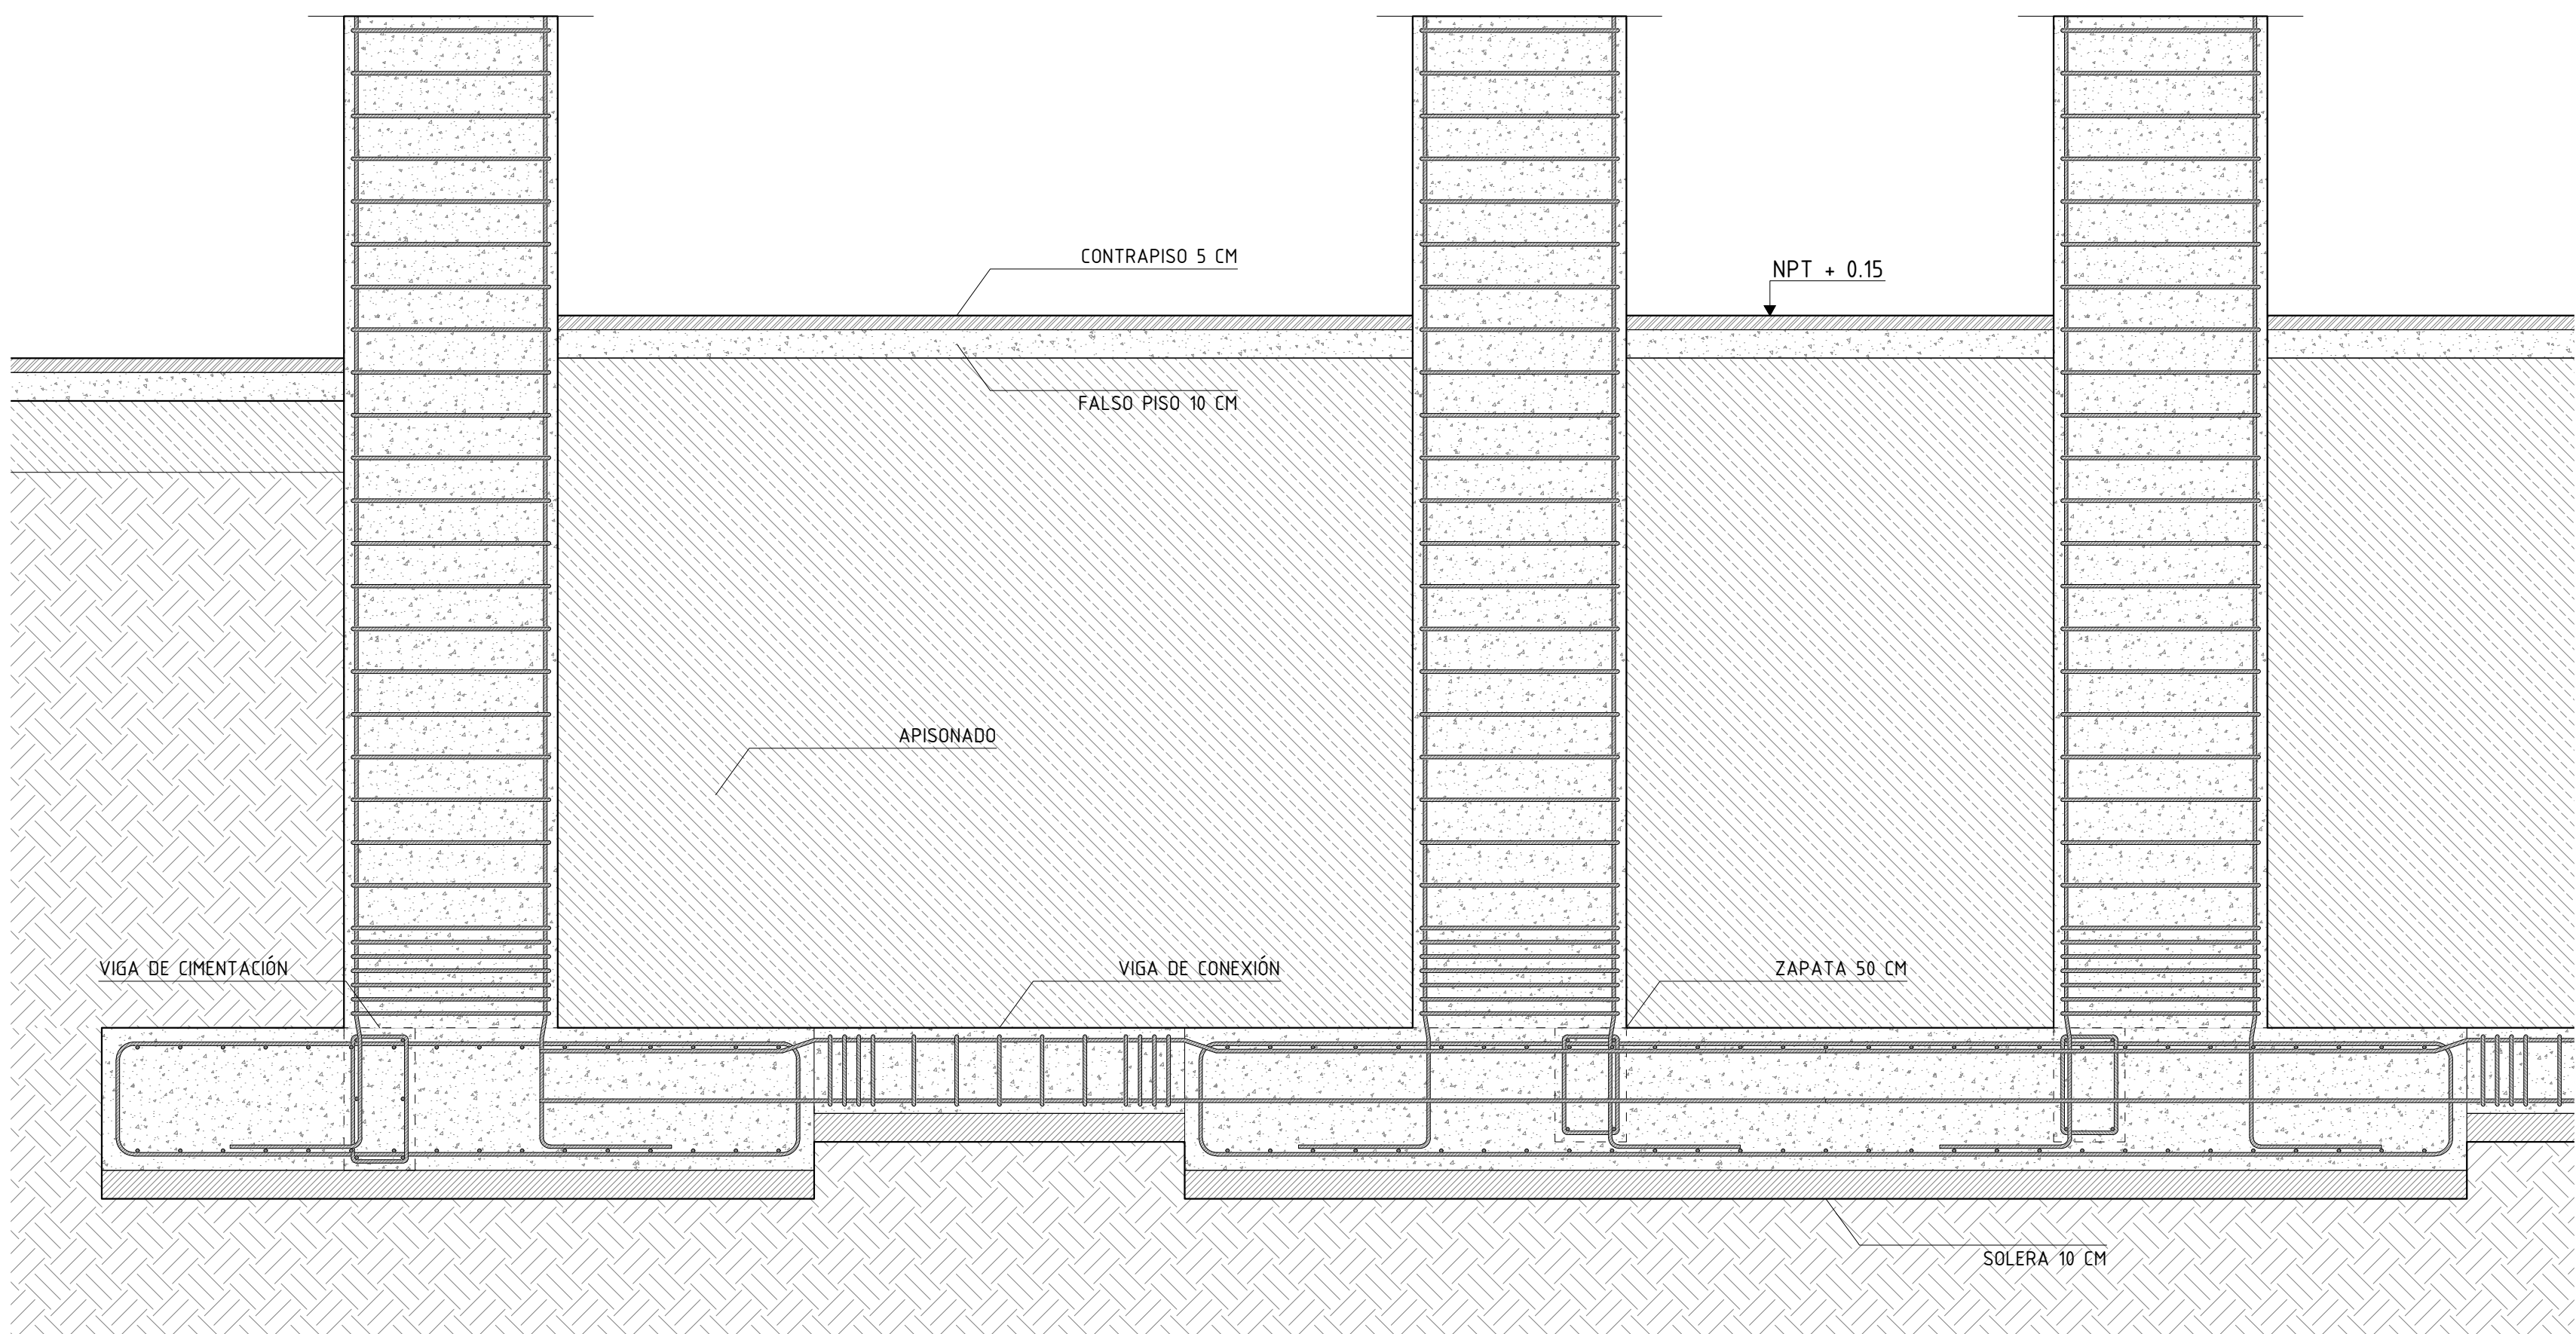 CONTRAPISO 5 CM
NPT + 0.15
FALSO PISO 10 CM
APISONADO
VIGA DE CIMENTACIÓN
VIGA DE CONEXIÓN
ZAPATA 50 CM
SOLERA 10 CM